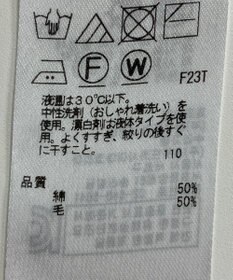 F W F23T
液温は30℃以下。
中性洗剤(おしゃれ着洗い)を
使用。漂白剤は液体タイプを使
用。よくすすぎ、絞りの後すぐ
に干すこと。
110
品質
綿 50%
毛 50%